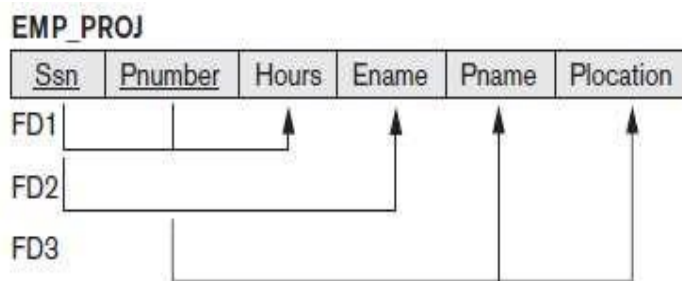 EMP_PROJ
Ssn Pnumber Hours Ename Pname Plocation
FD1
FD2
FD3